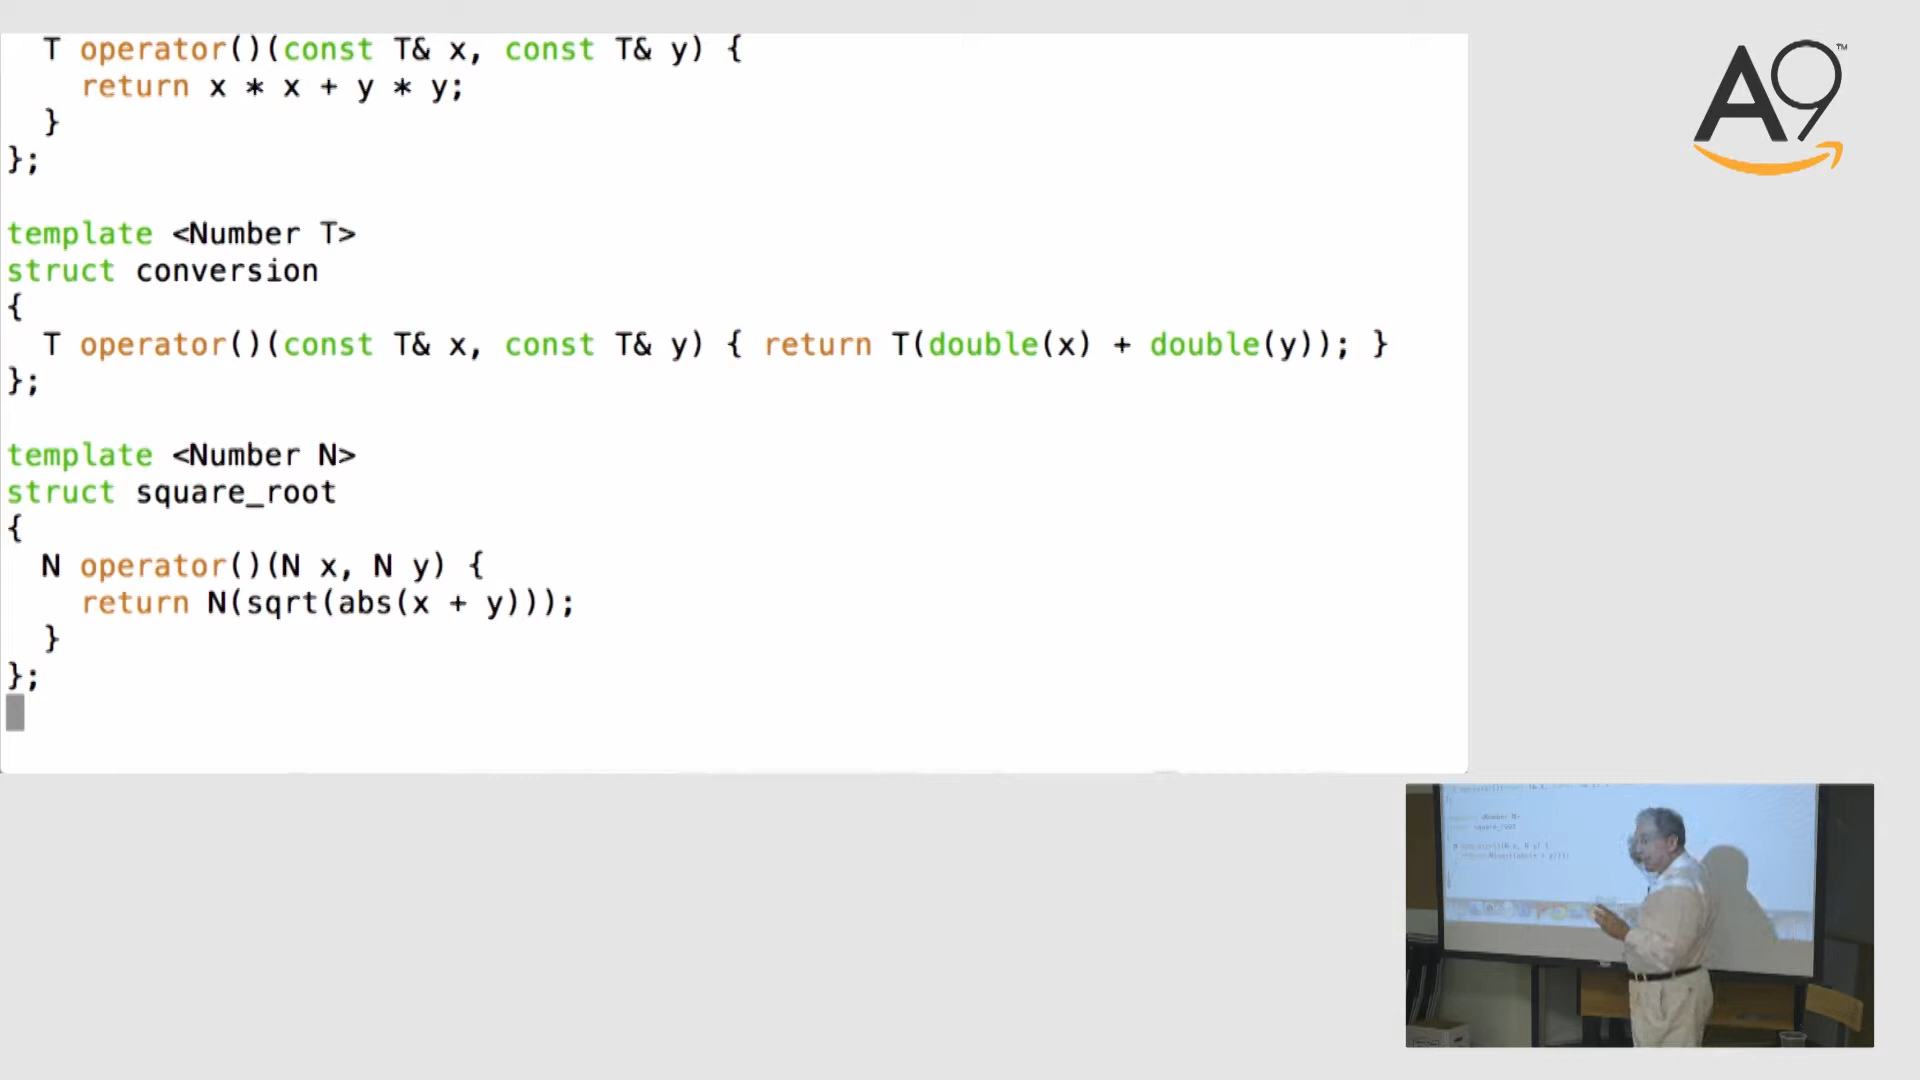 T operator()(const T& x, const T& y) {
return x * x + y * y;
}
};
template <Number T>
struct conversion
{
T operator()(const T& x, const T& y) { return T(double(x) + double(y)); }
};
template <Number N>
struct square_root
{
N operator()(N x, N y) {
return N(sqrt(abs(x + y)));
}
};
A9™